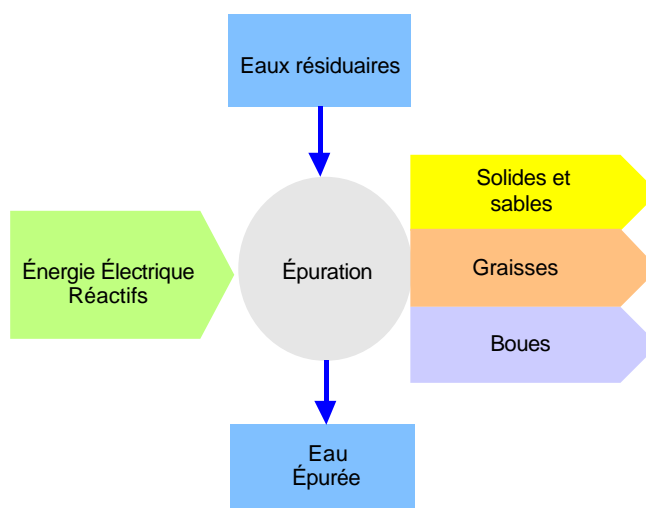 Eaux résiduaires
Solides et
sables
Énergie Électrique
Réactifs
Épuration
Graisses
Boues
Eau
Épurée